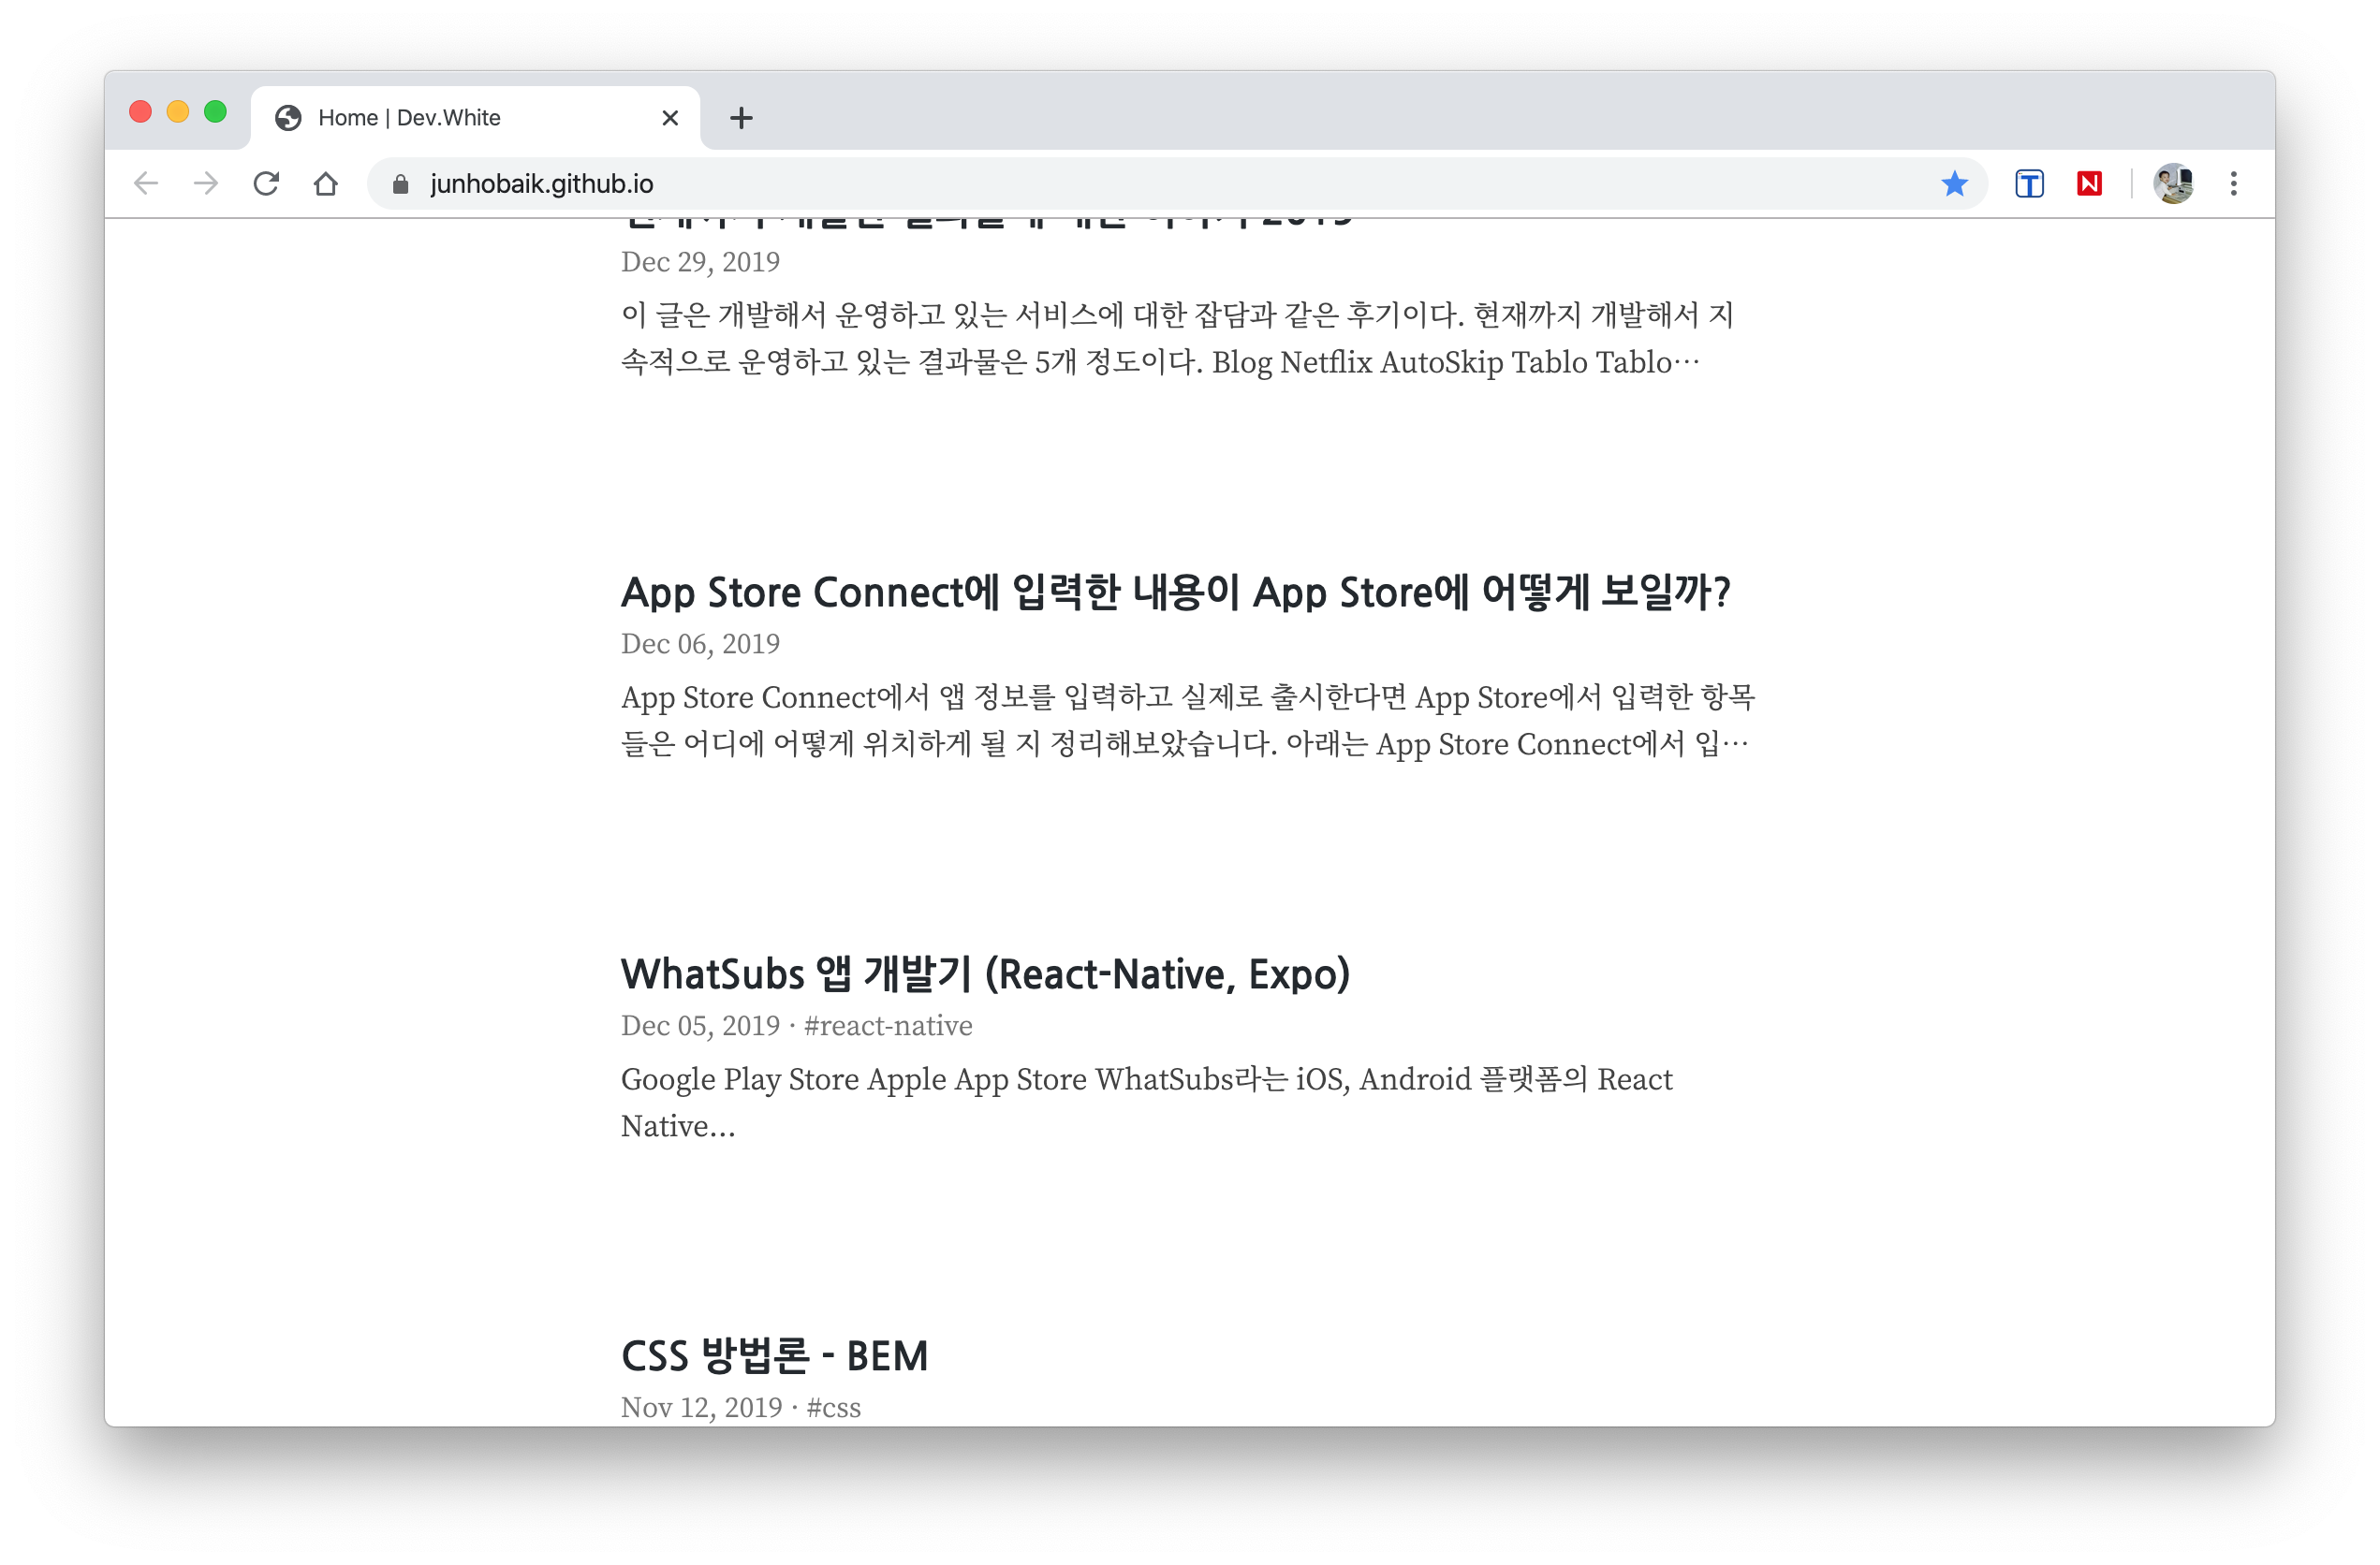 Home | Dev.White
junhobaik.github.io
2019
Dec 29, 2019
이 글은 개발해서 운영하고 있는 서비스에 대한 잡담과 같은 후기이다. 현재까지 개발해서 지
속적으로 운영하고 있는 결과물은 5개 정도이다. Blog Netflix AutoSkip Tablo Tablo…
App Store Connect에 입력한 내용이 App Store에 어떻게 보일까?
Dec 06, 2019
App Store Connect에서 앱 정보를 입력하고 실제로 출시한다면 App Store에서 입력한 항목
들은 어디에 어떻게 위치하게 될 지 정리해보았습니다. 아래는 App Store Connect에서 입…
WhatSubs 앱 개발기 (React-Native, Expo)
Dec 05, 2019 · #react-native
Google Play Store Apple App Store WhatSubs라는 iOS, Android 플랫폼의 React
Native…
CSS 방법론 - BEM
Nov 12, 2019 · #css